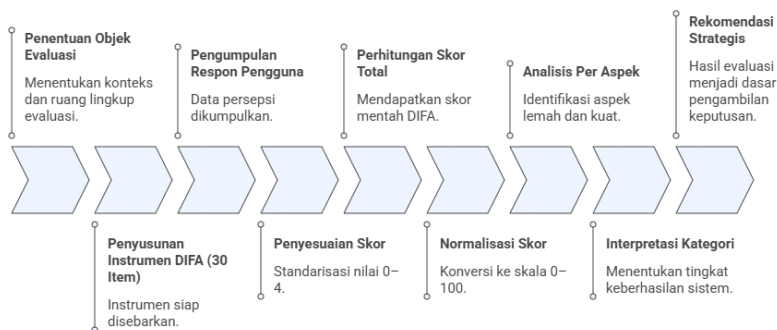 Penentuan Objek
Evaluasi
Menentukan konteks
dan ruang lingkup
evaluasi.
Penyusunan
Instrumen DIFA (30
Item)
Instrumen siap
disebarkan.
Pengumpulan
Respon Pengguna
Data persepsi
dikumpulkan.
Penyesuaian Skor
Standarisasi nilai 0–
4.
Perhitungan Skor
Total
Mendapatkan skor
mentah DIFA.
Normalisasi Skor
Konversi ke skala 0–
100.
Analisis Per Aspek
Identifikasi aspek
lemah dan kuat.
Interpretasi Kategori
Menentukan tingkat
keberhasilan sistem.
Rekomendasi
Strategis
Hasil evaluasi
menjadi dasar
pengambilan
keputusan.